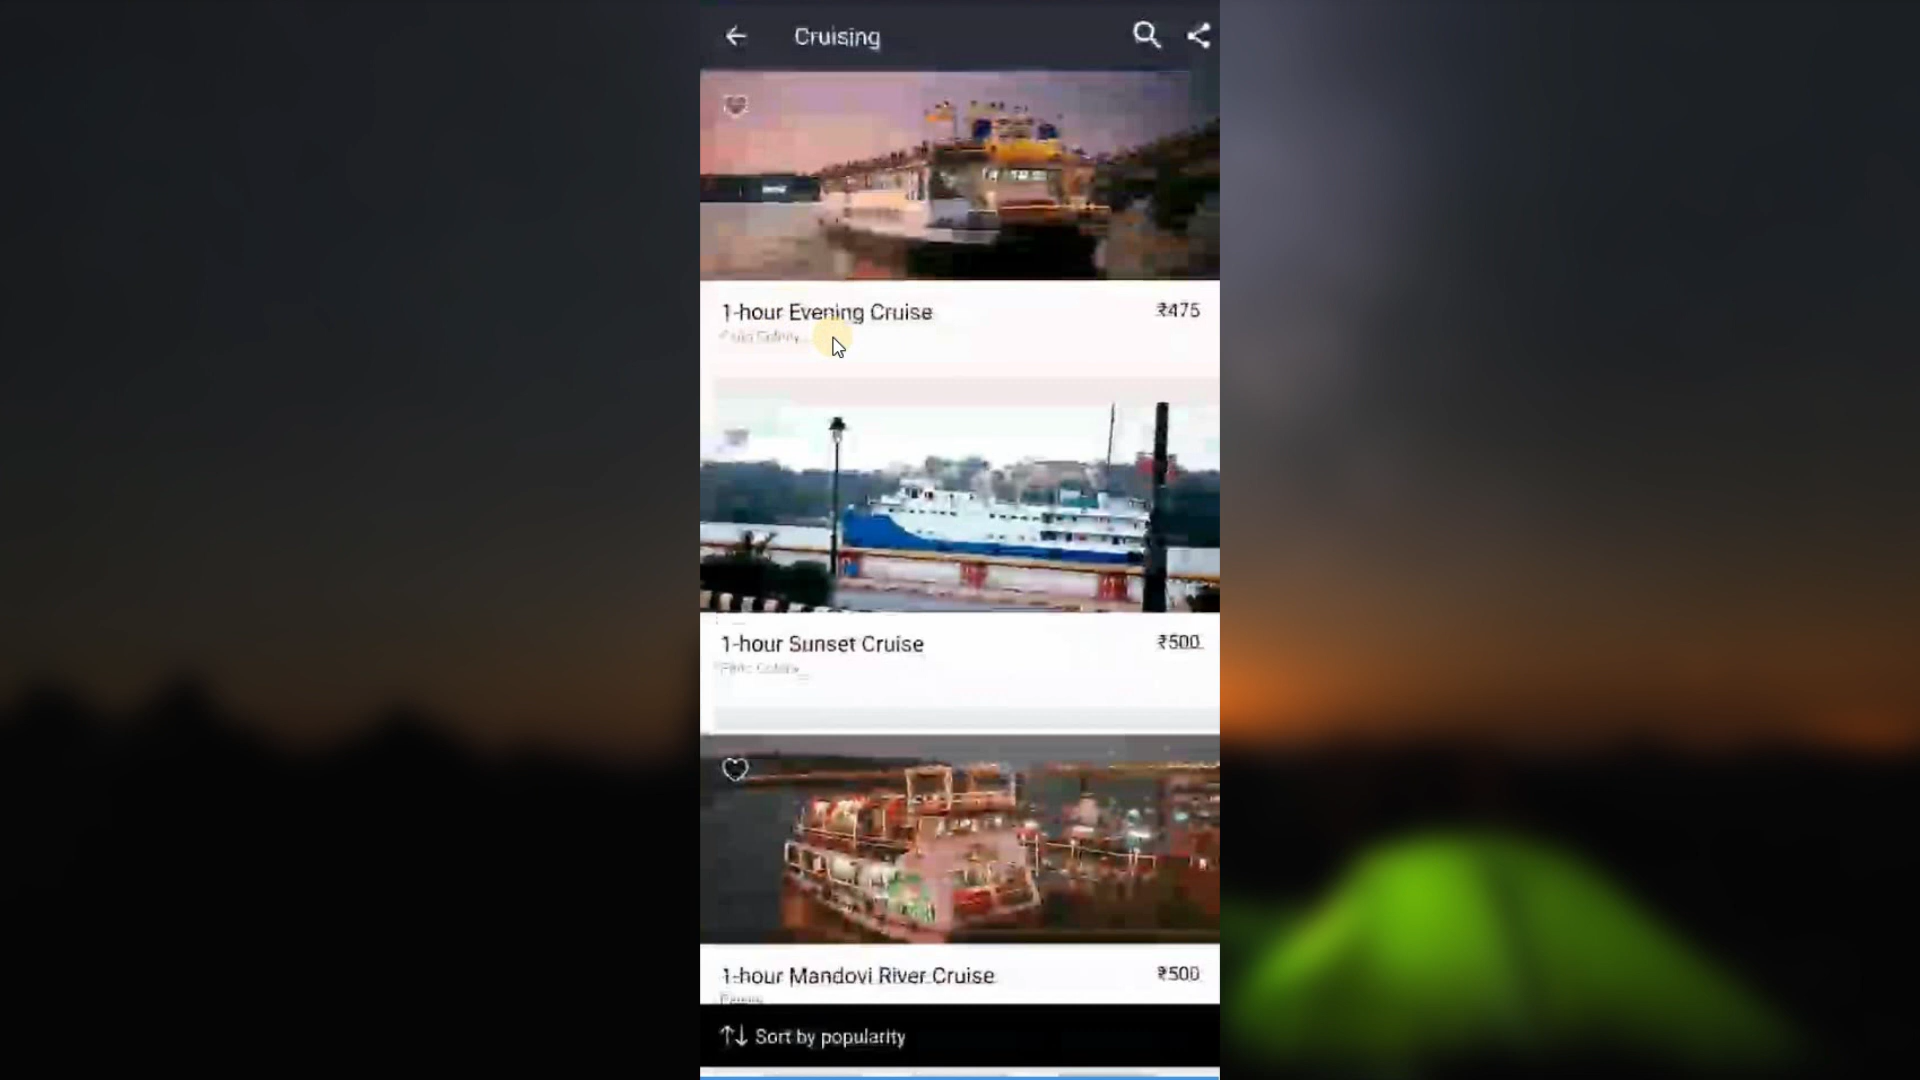 Cruising
1-hour Evening Cruise ₹475
1-hour Sunset Cruise ₹500
1-hour Mandovi River Cruise ₹500
Sort by popularity